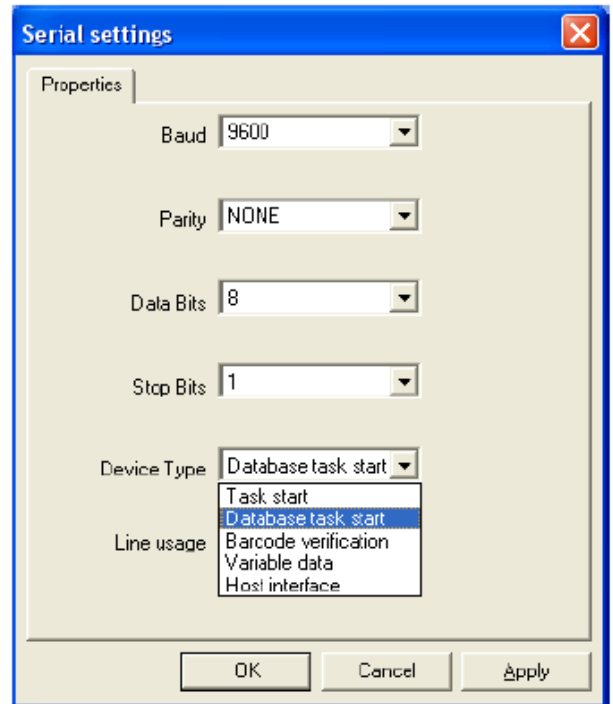 Serial settings
Properties
Baud 9600
Parity NONE
Data Bits 8
Stop Bits 1
Device Type Database task start
Task start
Database task start
Line usage Barcode verification
Variable data
Host interface
OK Cancel Apply